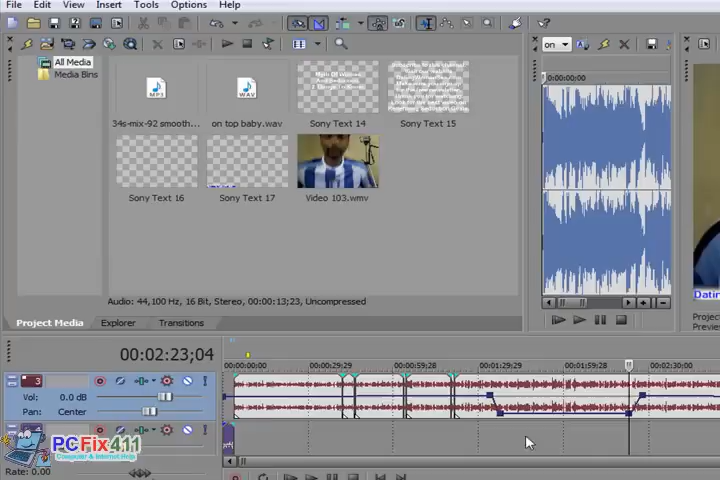 File Edit View Insert Tools Options Help
All Media
Media Bins
MP3
WAV
34s-mix-92 smooth... on top baby.wav Sony Text 14 Sony Text 15
Sony Text 16 Sony Text 17 Video 103.wmv
Audio: 44,100 Hz, 16 Bit, Stereo, 00:00:13;23, Uncompressed
Project Media Explorer Transitions
on
0:00:00:00
Dating
Project
Preview
00:02:23;04
00:00:00:00 00:00:29;29 00:00:59;28 00:01:29;29 00:01:59;28 00:02:30:00
3
Vol: 0.0 dB
Pan: Center
PCFix411
Computer & Internet Help
Rate: 0.00